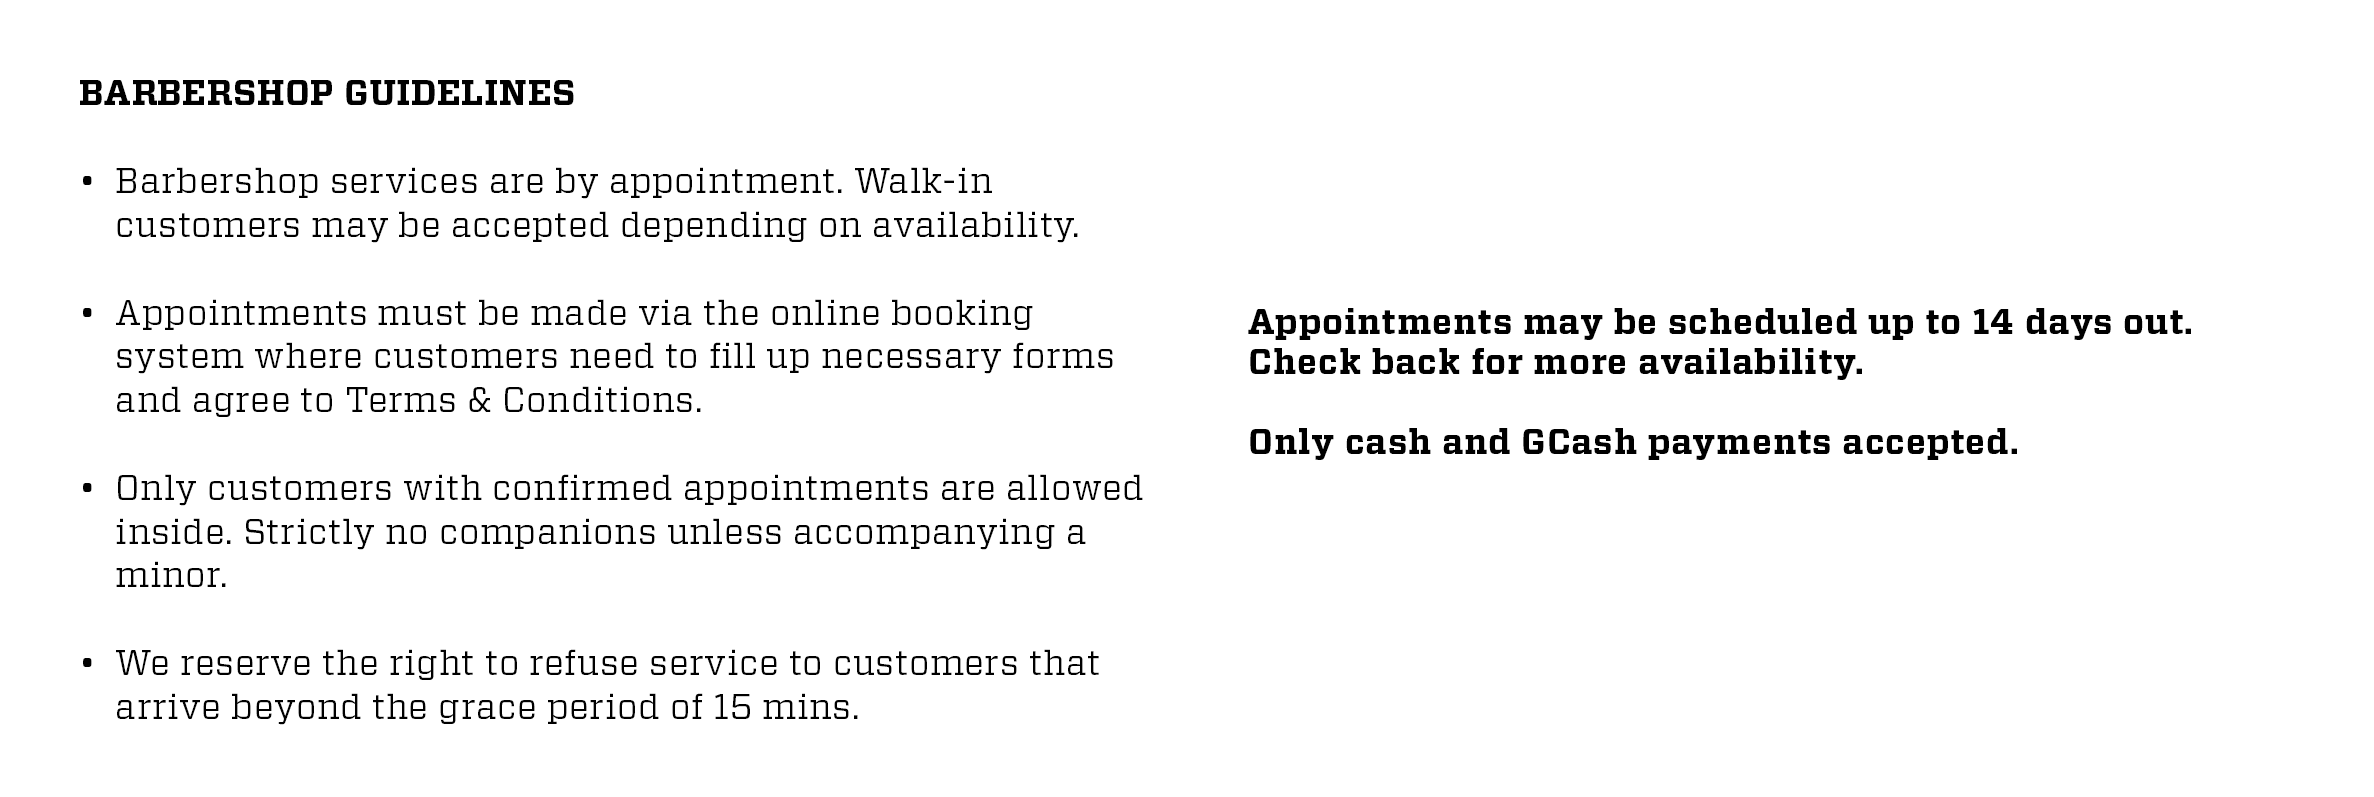 BARBERSHOP GUIDELINES
• Barbershop services are by appointment. Walk-in
customers may be accepted depending on availability.
• Appointments must be made via the online booking
system where customers need to fill up necessary forms
and agree to Terms & Conditions.
• Only customers with confirmed appointments are allowed
inside. Strictly no companions unless accompanying a
minor.
• We reserve the right to refuse service to customers that
arrive beyond the grace period of 15 mins.
Appointments may be scheduled up to 14 days out.
Check back for more availability.
Only cash and GCash payments accepted.